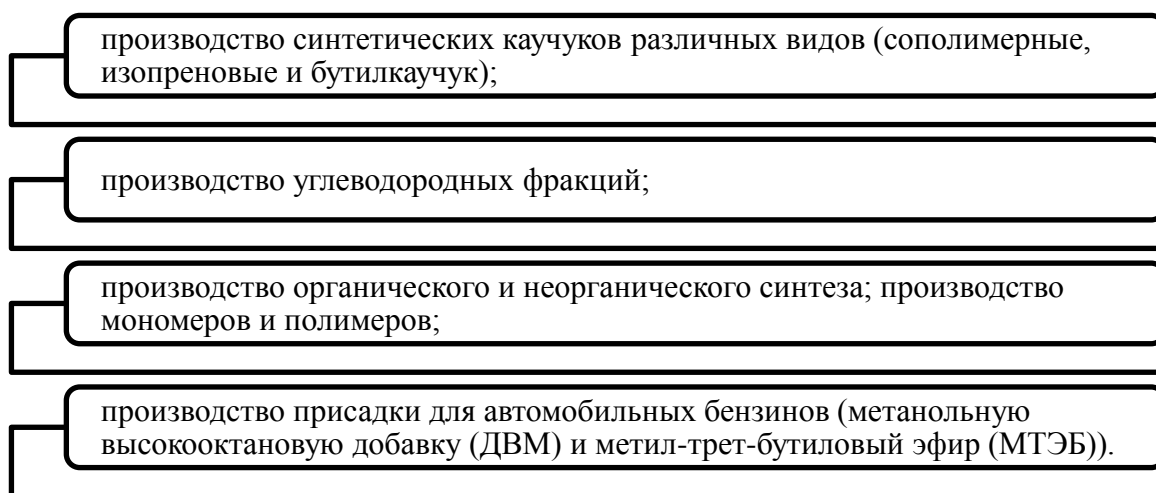 производство синтетических каучуков различных видов (сополимерные,
изопреновые и бутилкаучук);
производство углеводородных фракций;
производство органического и неорганического синтеза; производство
мономеров и полимеров;
производство присадки для автомобильных бензинов (метанольную
высокооктановую добавку (ДВМ) и метил-трет-бутиловый эфир (МТЭБ)).